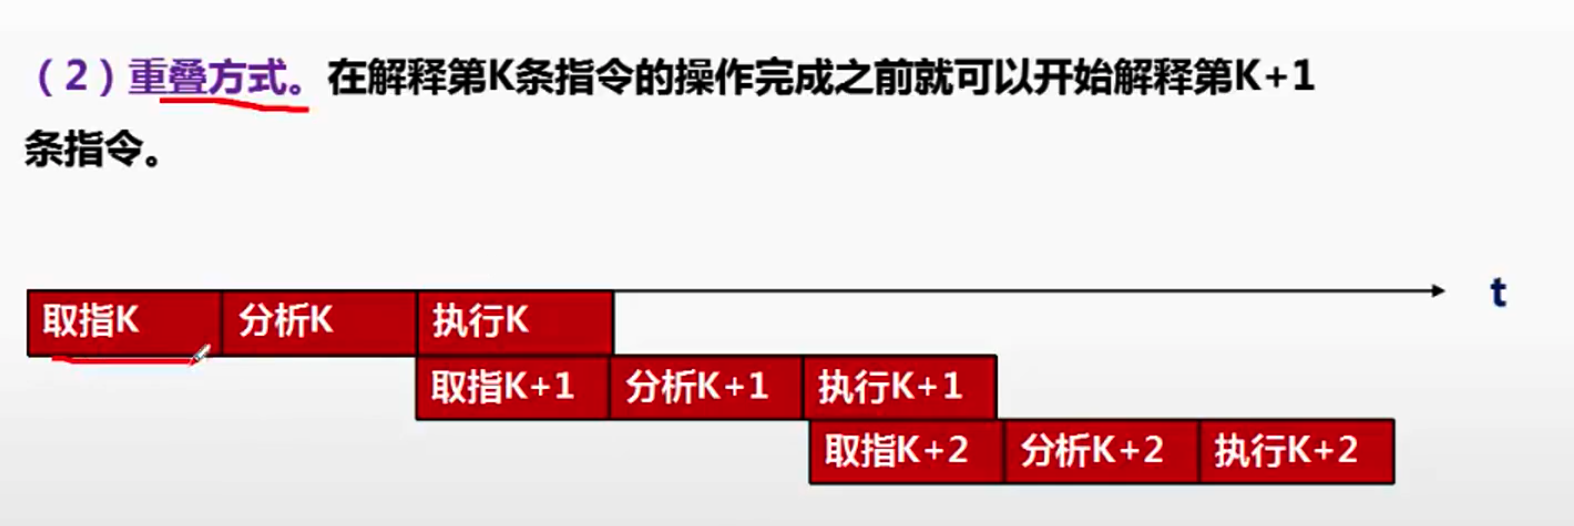 （2）重叠方式。在解释第K条指令的操作完成之前就可以开始解释第K+1
条指令。
t
取指K 分析K 执行K
取指K+1 分析K+1 执行K+1
取指K+2 分析K+2 执行K+2